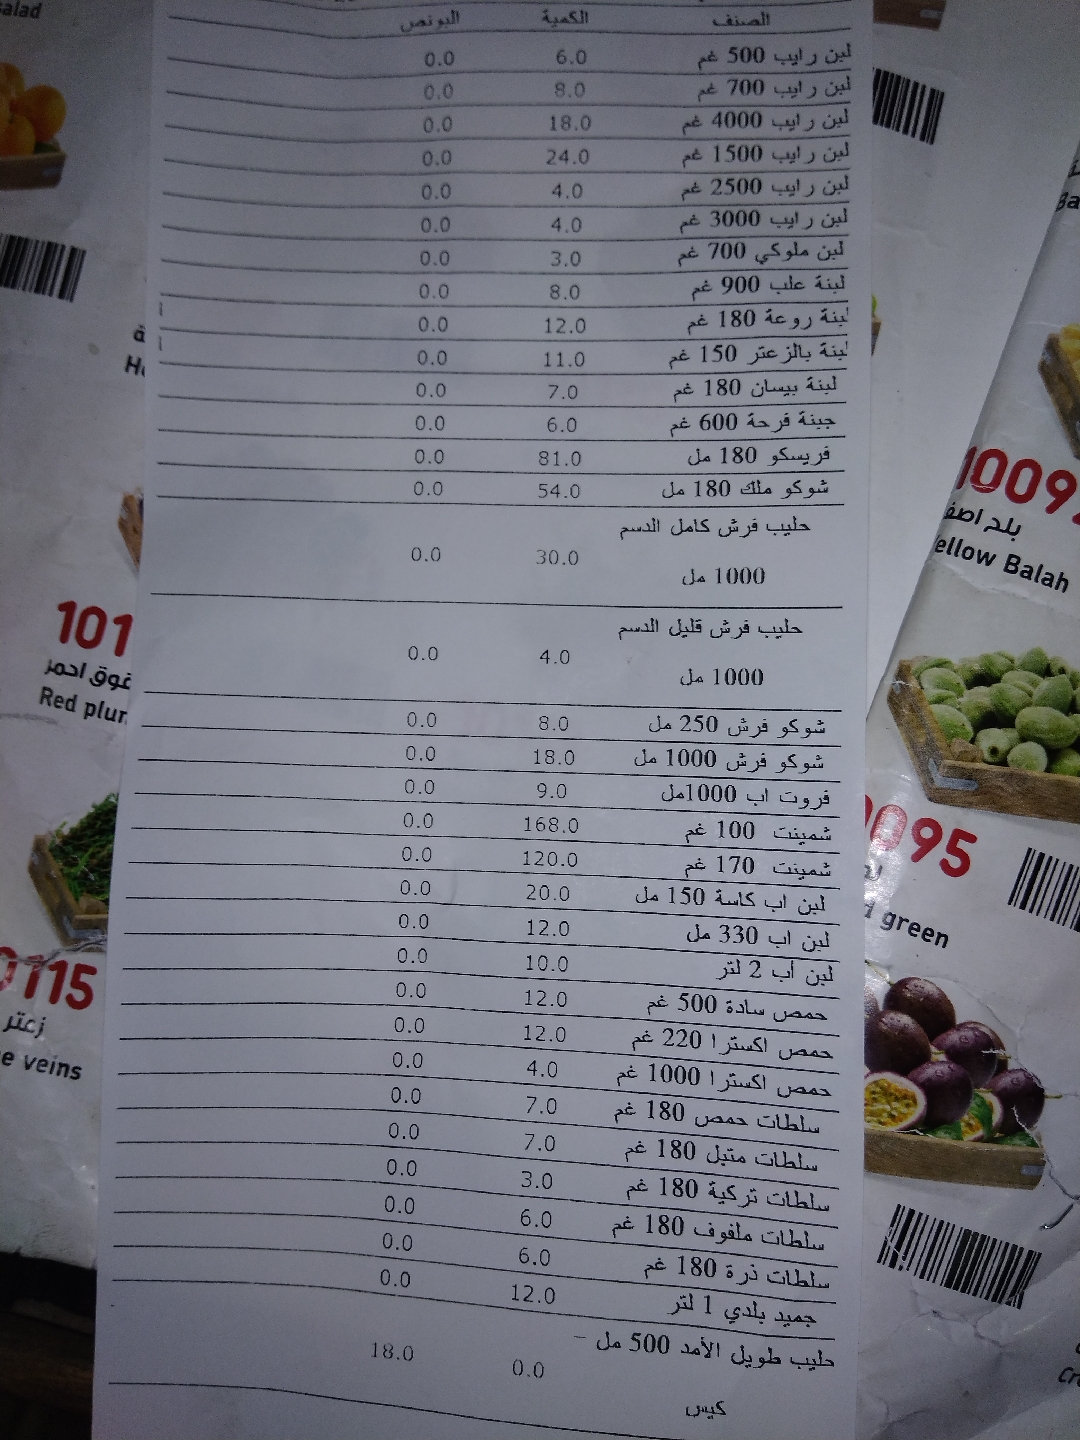 الصنف الكمية البونص
لبن رايب 500 غم 6.0 0.0
لبن رايب 700 غم 8.0 0.0
لبن رايب 4000 غم 18.0 0.0
لبن رايب 1500 غم 24.0 0.0
لبن رايب 2500 غم 4.0 0.0
لبن رايب 3000 غم 4.0 0.0
لبن ملوكي 700 غم 3.0 0.0
لبنة علب 900 غم 8.0 0.0
لبنة روعة 180 غم 12.0 0.0
لبنة بالزعتر 150 غم 11.0 0.0
لبنة بيسان 180 غم 7.0 0.0
جبنة فرحة 600 غم 6.0 0.0
فريسكو 180 مل 81.0 0.0
شوكو ملك 180 مل 54.0 0.0
حليب فرش كامل الدسم
30.0 0.0
1000 مل
حليب فرش قليل الدسم
4.0 0.0
1000 مل
شوكو فرش 250 مل 8.0 0.0
شوكو فرش 1000 مل 18.0 0.0
فروت اب 1000مل 9.0 0.0
شمينت 100 غم 168.0 0.0
شمينت 170 غم 120.0 0.0
لبن اب كاسة 150 مل 20.0 0.0
لبن اب 330 مل 12.0 0.0
لبن أب 2 لتر 10.0 0.0
حمص سادة 500 غم 12.0 0.0
حمص اكسترا 220 غم 12.0 0.0
حمص اكسترا 1000 غم 4.0 0.0
سلطات حمص 180 غم 7.0 0.0
سلطات متبل 180 غم 7.0 0.0
سلطات تركية 180 غم 3.0 0.0
سلطات ملفوف 180 غم 6.0 0.0
سلطات ذرة 180 غم 6.0 0.0
جميد بلدي 1 لتر 12.0 0.0
حليب طويل الأمد 500 مل -
0.0 18.0
كيس
salad
101
احمر
Red
0115
زعتر
veins
1009
بلح
Balah
0095
green